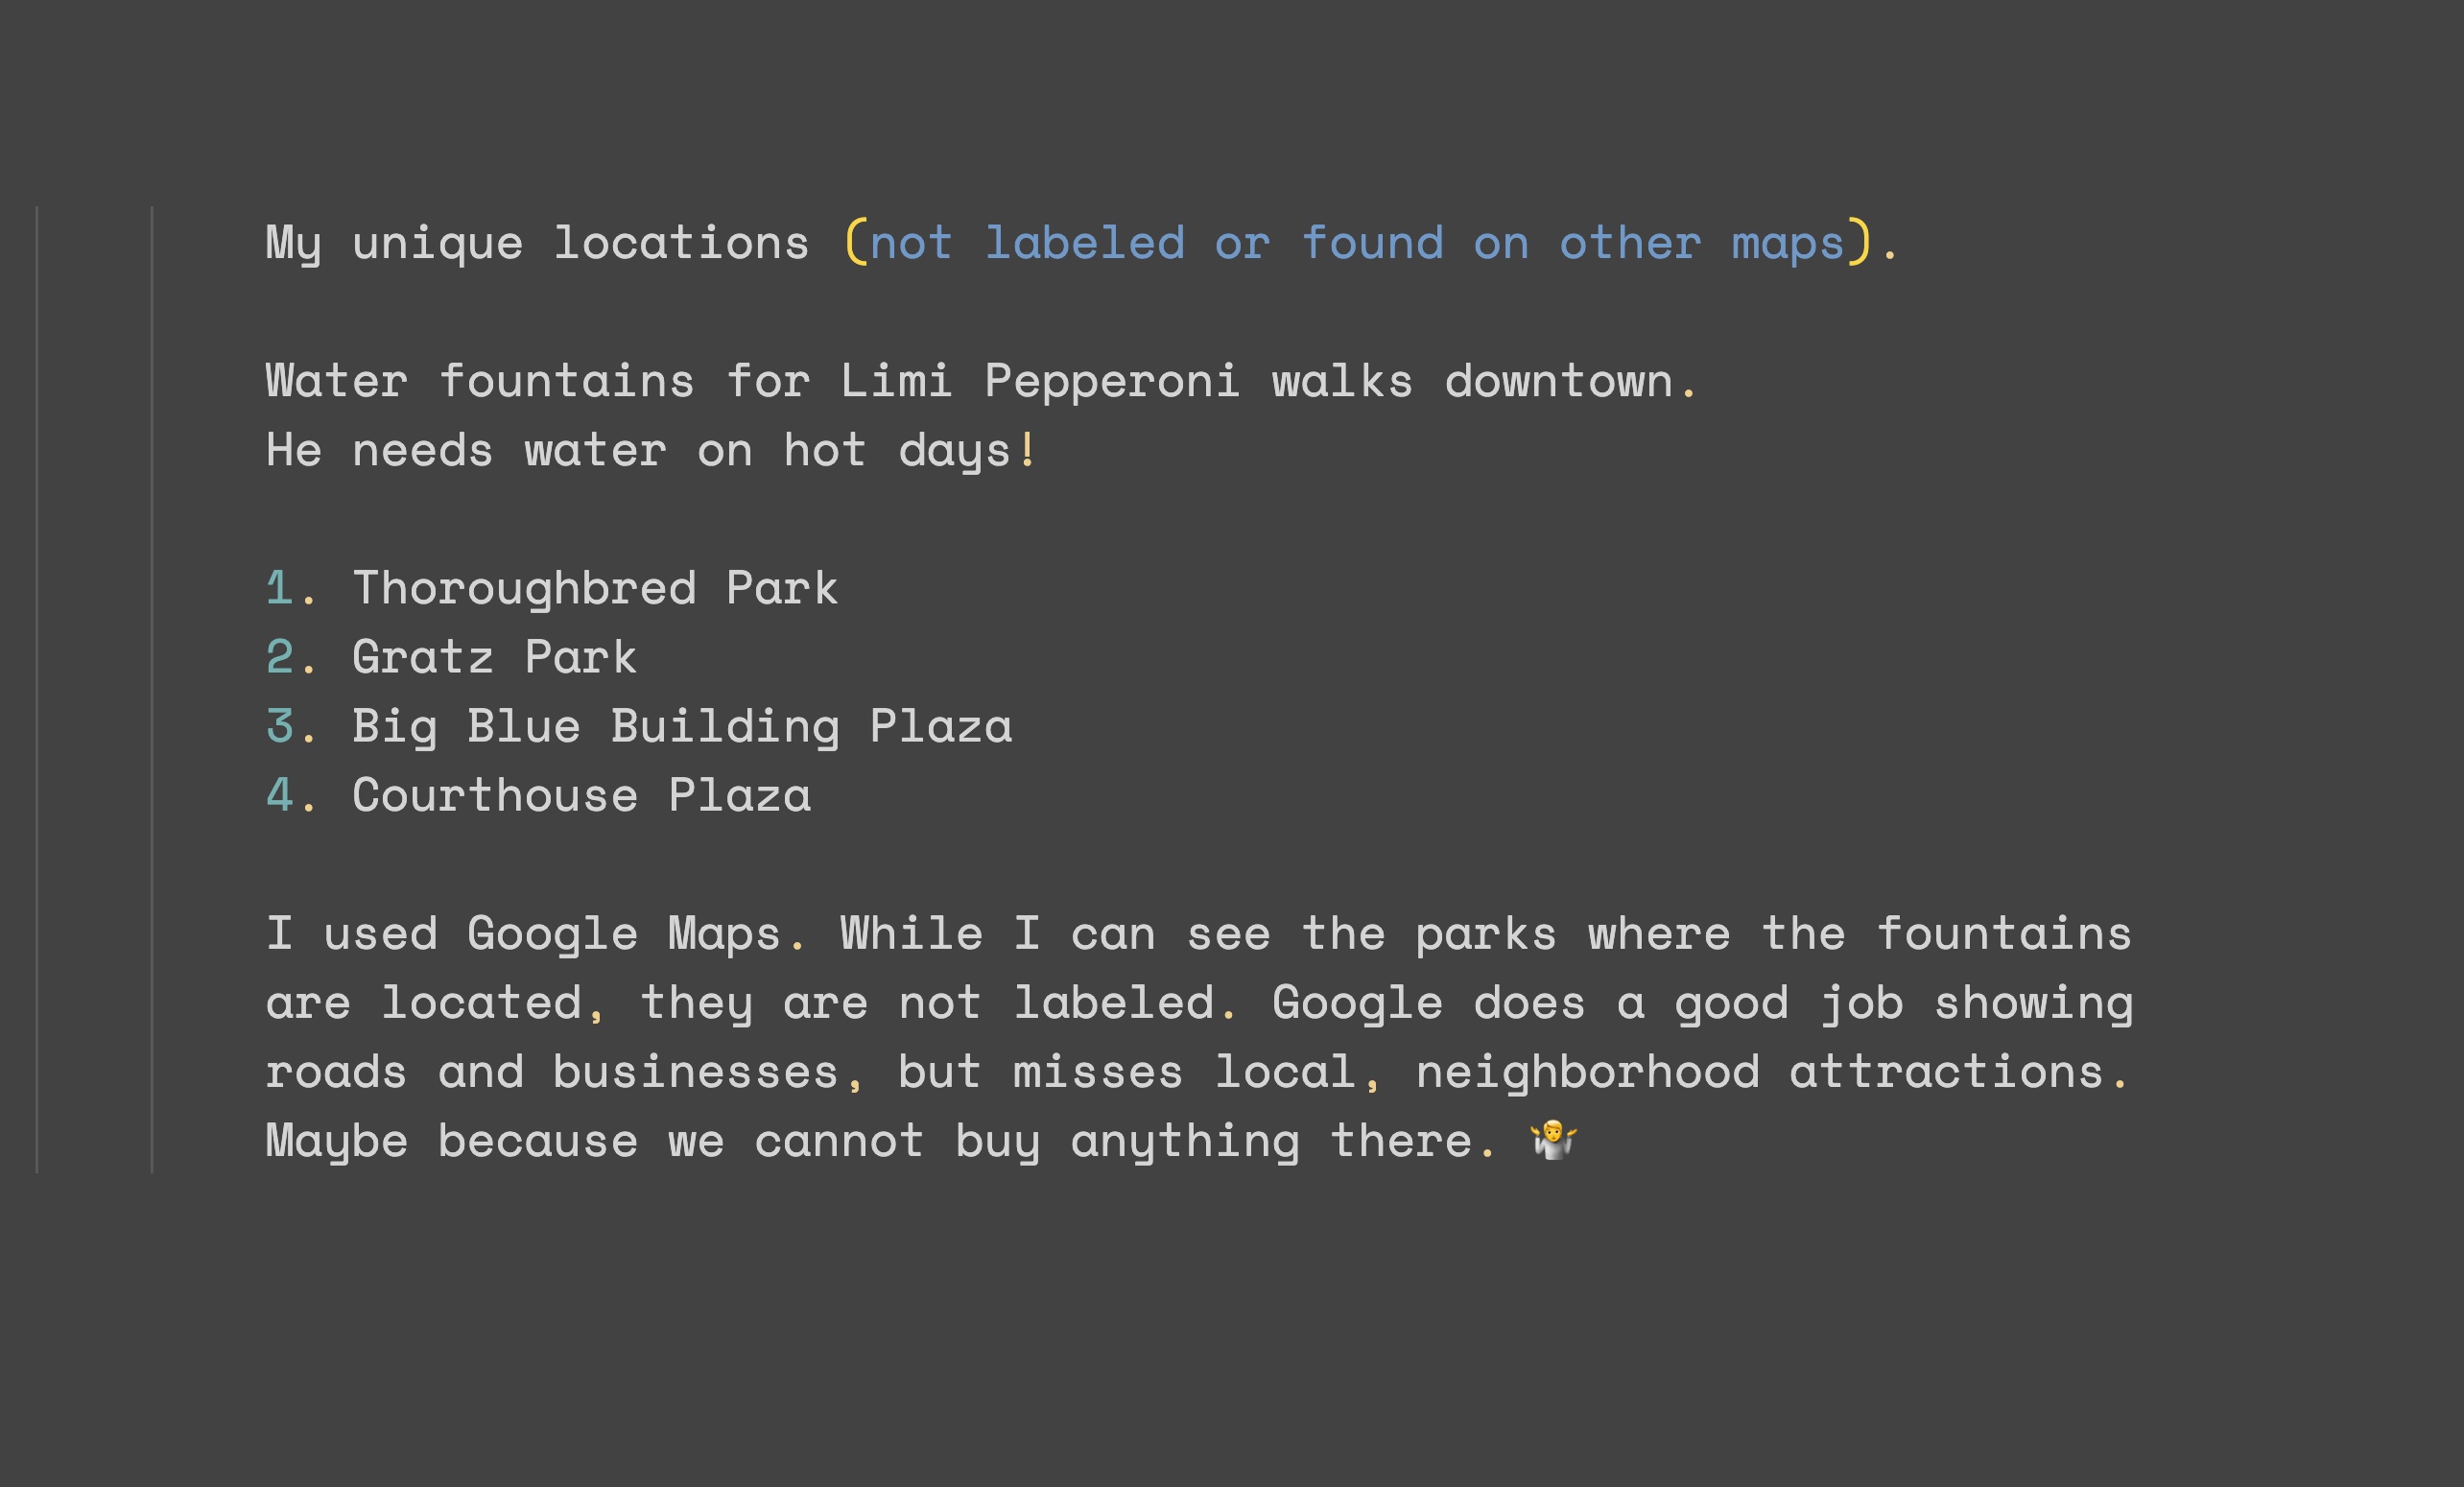 My unique locations (not labeled or found on other maps).
Water fountains for Limi Pepperoni walks downtown.
He needs water on hot days!
1. Thoroughbred Park
2. Gratz Park
3. Big Blue Building Plaza
4. Courthouse Plaza
I used Google Maps. While I can see the parks where the fountains
are located, they are not labeled. Google does a good job showing
roads and businesses, but misses local, neighborhood attractions.
Maybe because we cannot buy anything there. 🤷‍♂️